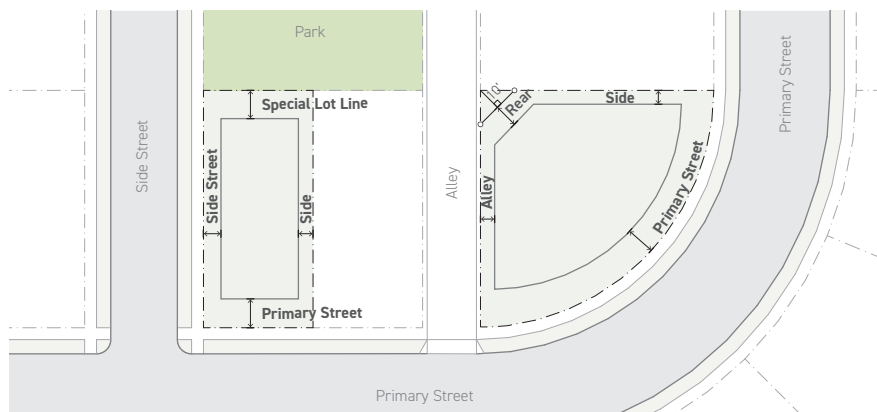 Park
Primary Street
Special Lot Line
10'
Rear
Side
Side Street
Side Street
Side
Alley
Alley
Primary Street
Primary Street
Primary Street